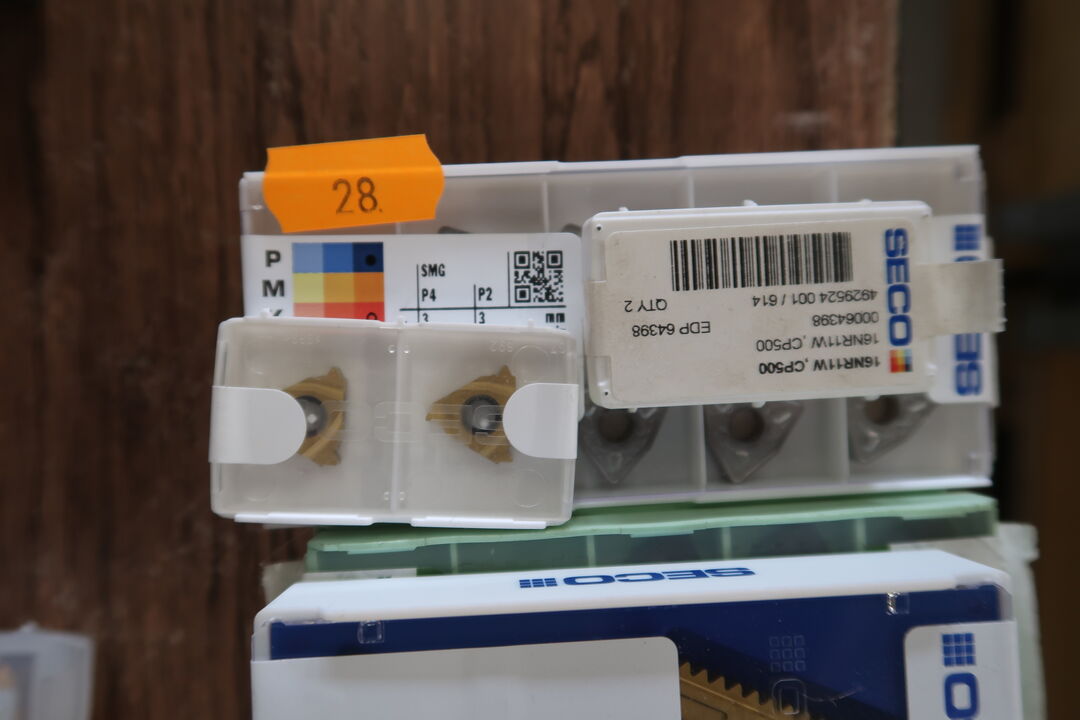 28.
P
M
K
SMG
P4 P2
3 3 mm
SECO
16NR11W ,CP500
16NR11W ,CP500
00064398
EDP 64398
4929524 001 / 614
QTY 2
SECO